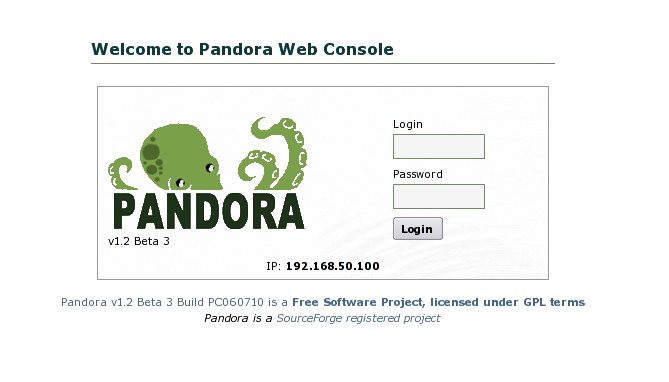 Welcome to Pandora Web Console
Login
Password
PANDORA
Login
v1.2 Beta 3
IP: 192.168.50.100
Pandora v1.2 Beta 3 Build PC060710 is a Free Software Project, licensed under GPL terms
Pandora is a SourceForge registered project